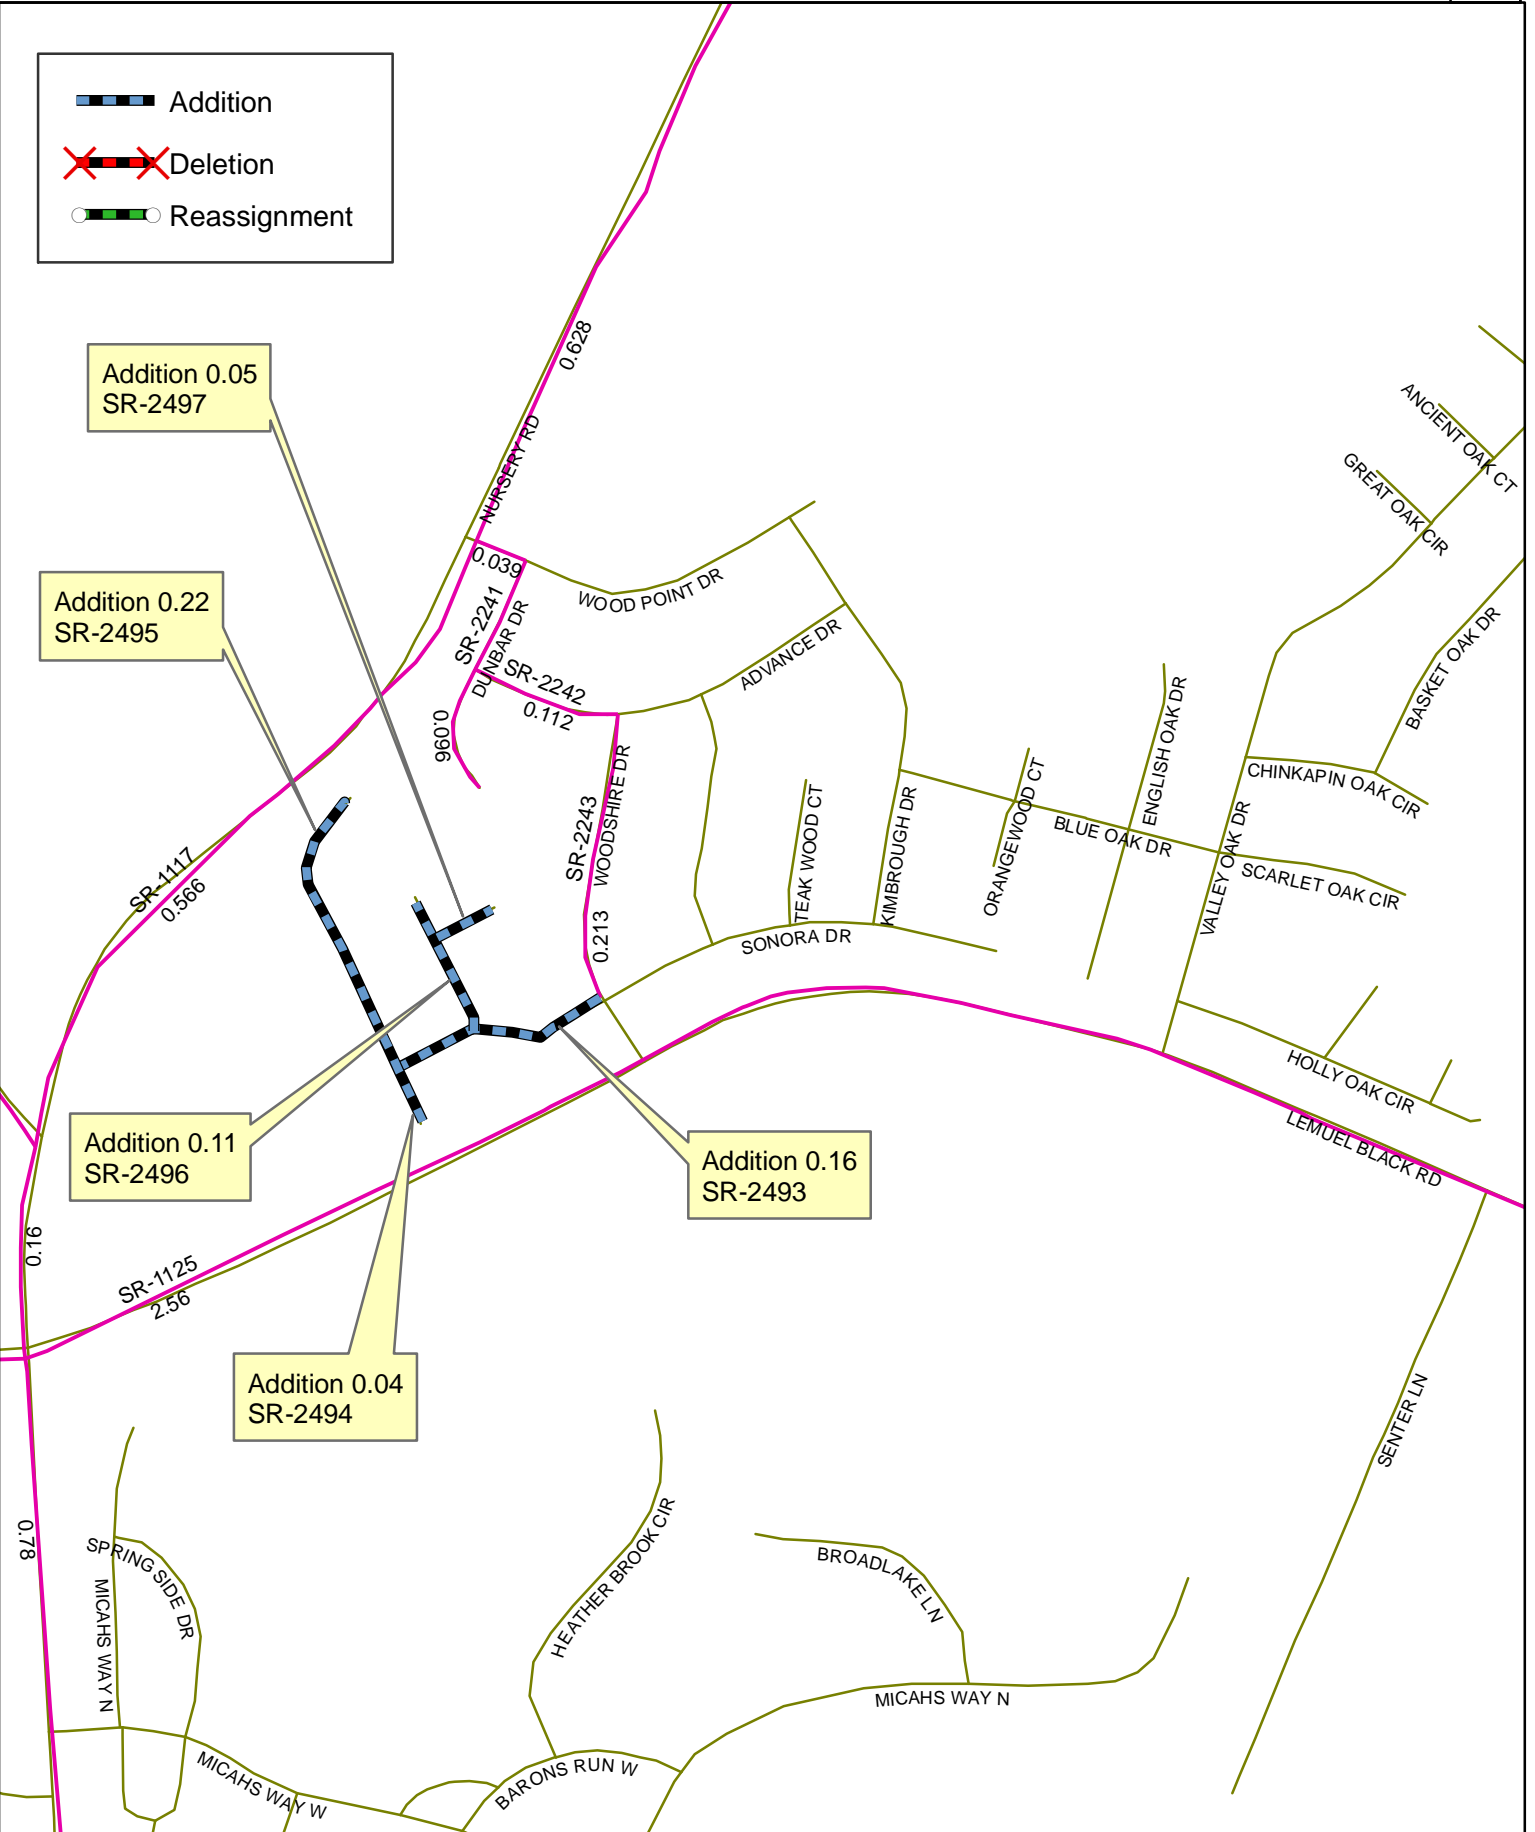 Addition
Deletion
Reassignment
0.628
Addition 0.05
SR-2497
NURSERY RD
ANCIENT OAK CT
GREAT OAK CIR
0.039
WOOD POINT DR
Addition 0.22
SR-2495
SR-2241
DUNBAR DR
ADVANCE DR
BASKET OAK DR
SR-2242
0.112
0.096
ENGLISH OAK DR
CHINKAPIN OAK CIR
WOODSHIRE DR
SR-2243
0.213
TEAK WOOD CT
KIMBROUGH DR
ORANGEWOOD CT
BLUE OAK DR
VALLEY OAK DR
SCARLET OAK CIR
SR-1117
0.566
SONORA DR
HOLLY OAK CIR
LEMUEL BLACK RD
Addition 0.11
SR-2496
Addition 0.16
SR-2493
0.16
SR-1125
2.56
Addition 0.04
SR-2494
SENTER LN
0.78
SPRING SIDE DR
MICAHS WAY N
HEATHER BROOK CIR
BROADLAKE LN
MICAHS WAY N
MICAHS WAY W
BARONS RUN W